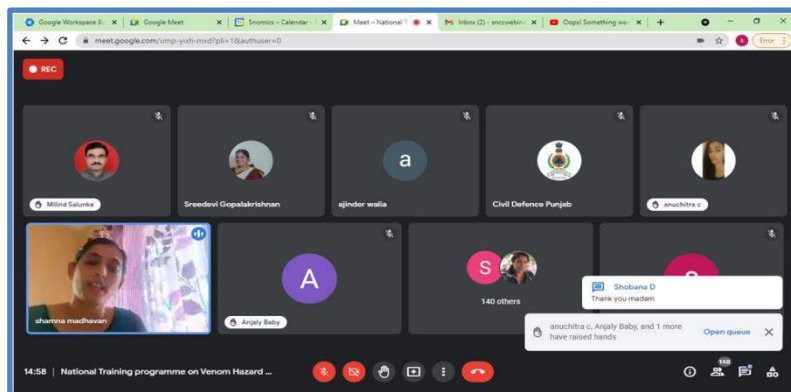 Google Workspace Bu
Google Meet
Snomics - Calendar -
Meet – National T
Inbox (2) - snccwebina
Oops! Something wen
meet.google.com/ump-yixh-mxd?pli=1&authuser=0
Error
REC
Milind Salunke
Sreedevi Gopalakrishnan
a
ajinder walia
Civil Defence Punjab
anuchitra c
shamna madhavan
A
Anjaly Baby
S
140 others
Shobana D
Thank you madam
anuchitra c, Anjaly Baby, and 1 more
have raised hands
Open queue
14:58 | National Training programme on Venom Hazard ...
148